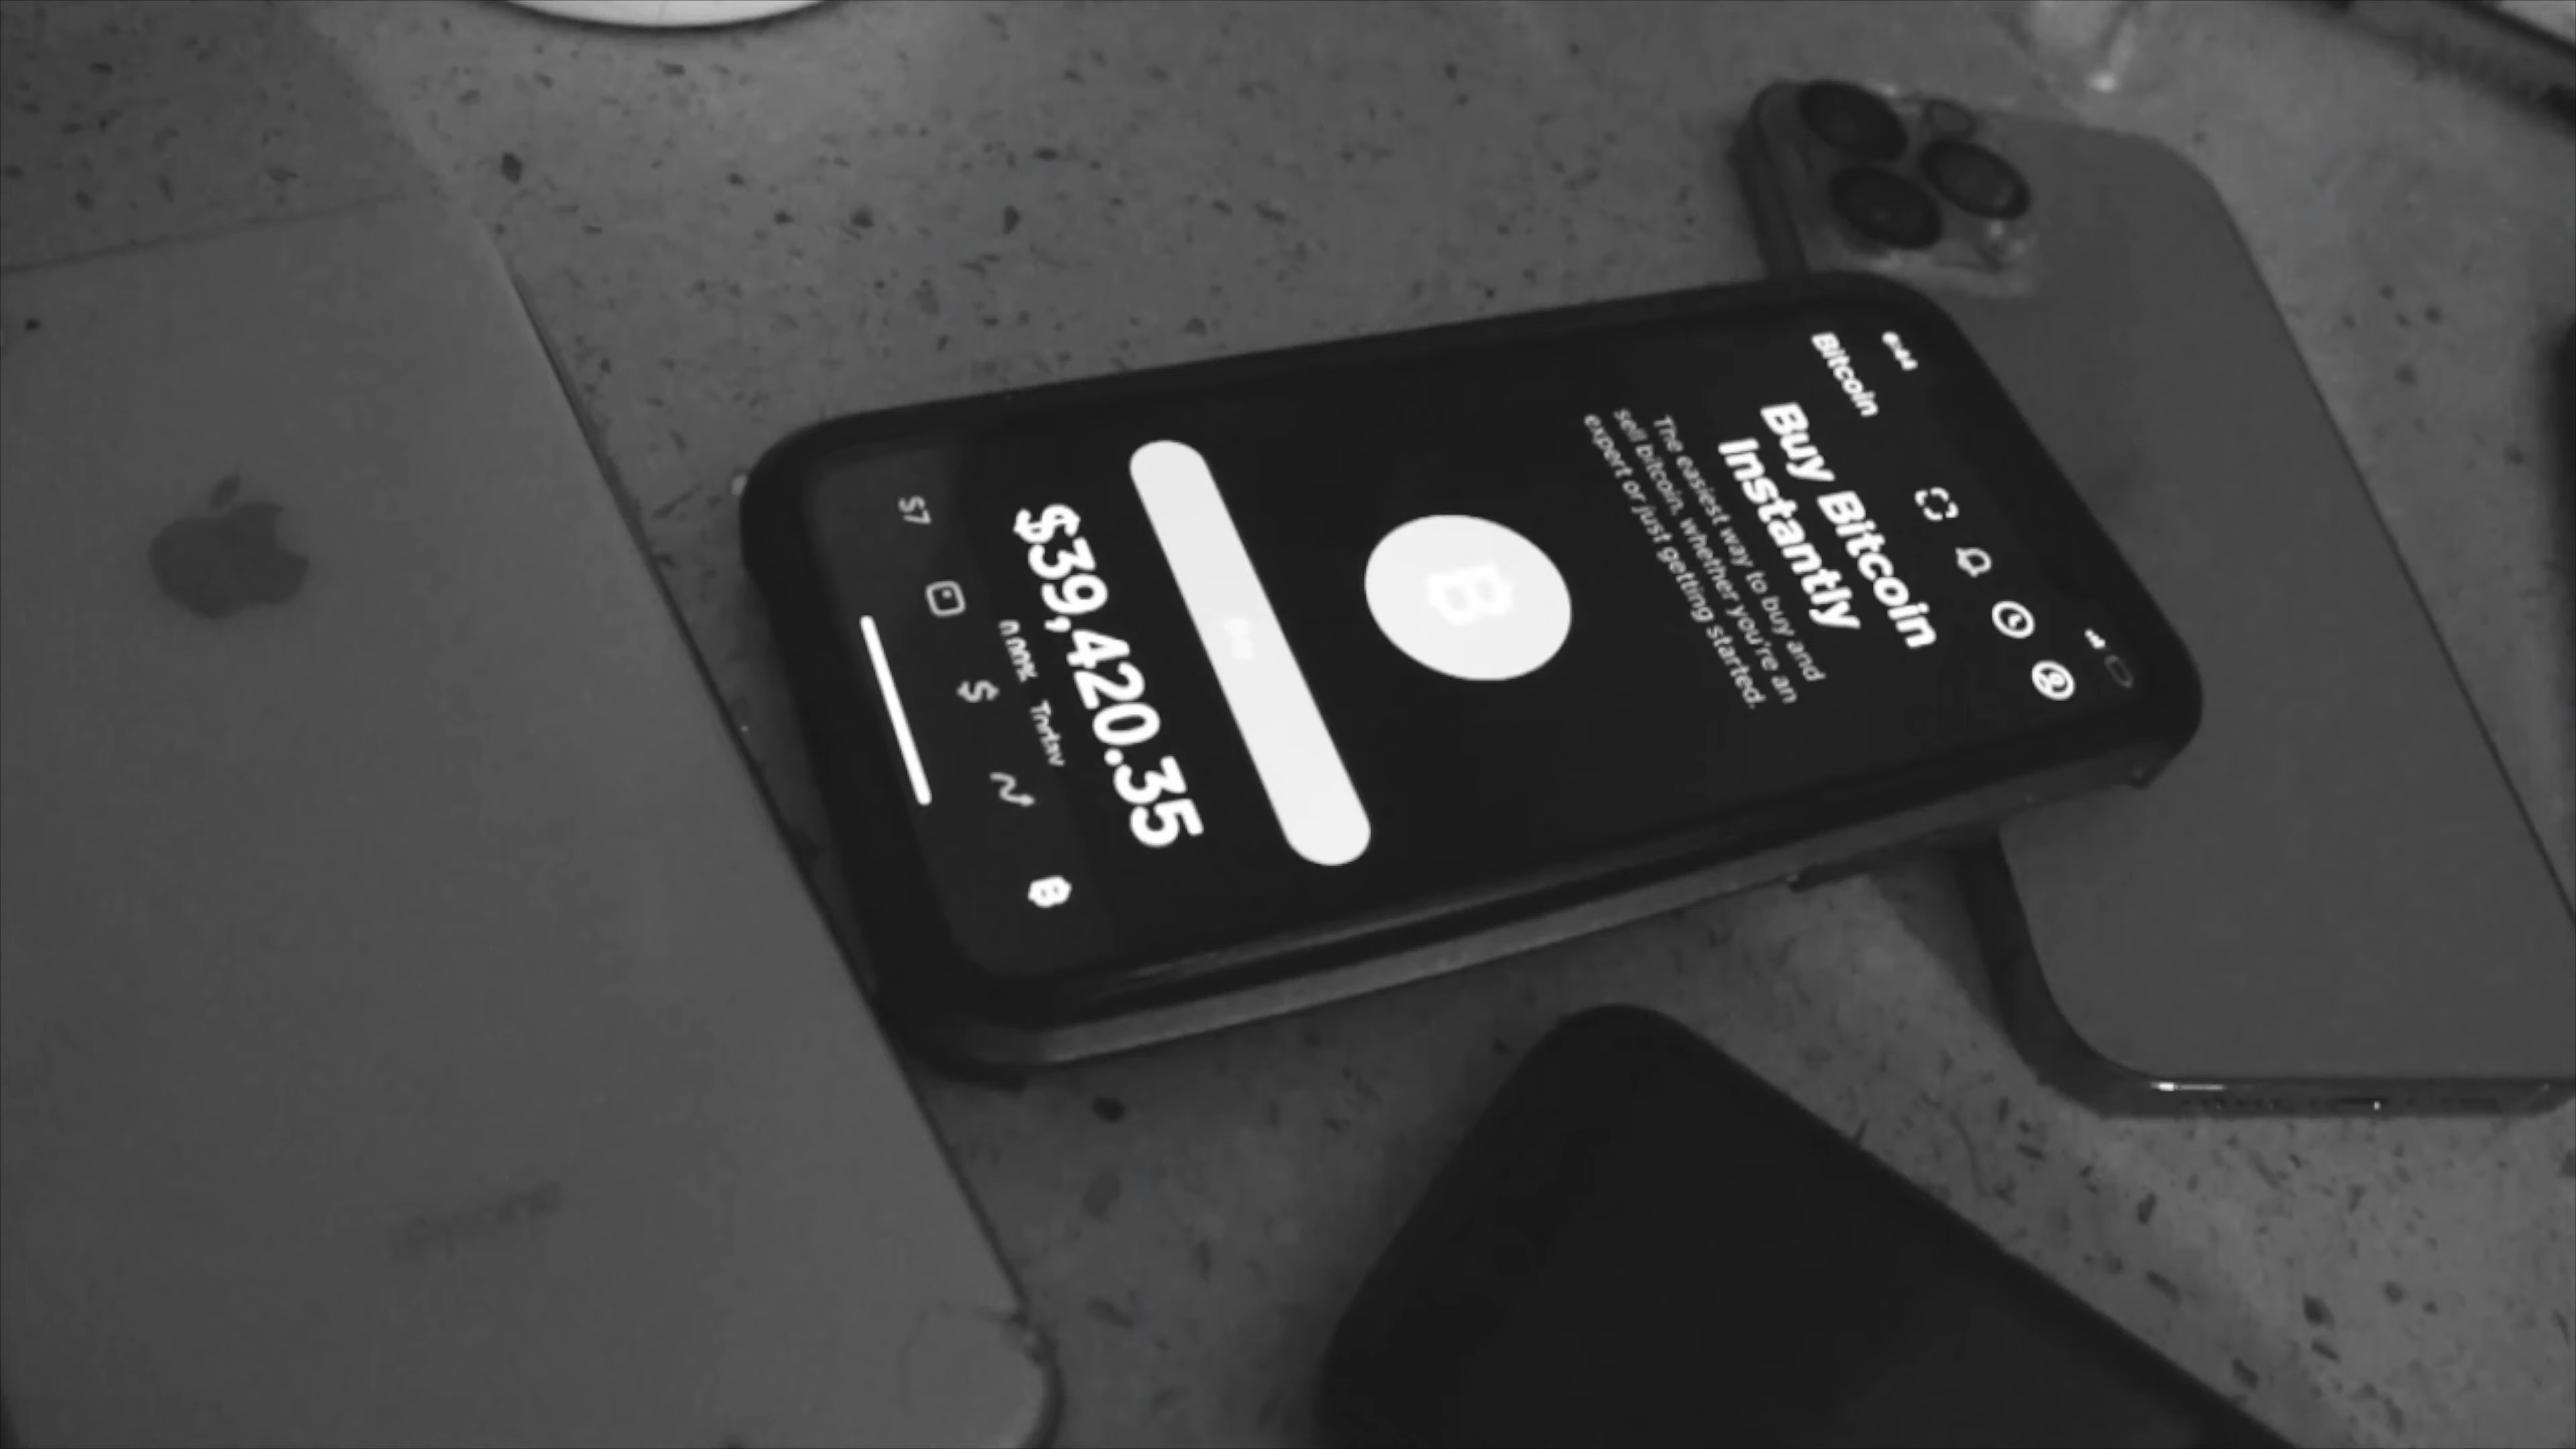 Bitcoin
Buy Bitcoin
Instantly
The easiest way to buy and
sell bitcoin, whether you're an
expert or just getting started.
$39,420.35
Today
$7